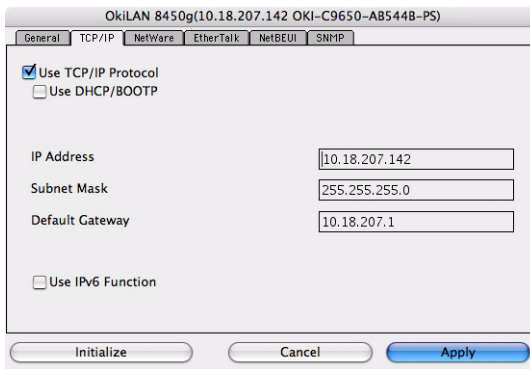 OkiLAN 8450g(10.18.207.142 OKI-C9650-AB544B-PS)
General TCP/IP NetWare EtherTalk NetBEUI SNMP
Use TCP/IP Protocol
Use DHCP/BOOTP
IP Address 10.18.207.142
Subnet Mask 255.255.255.0
Default Gateway 10.18.207.1
Use IPv6 Function
Initialize Cancel Apply